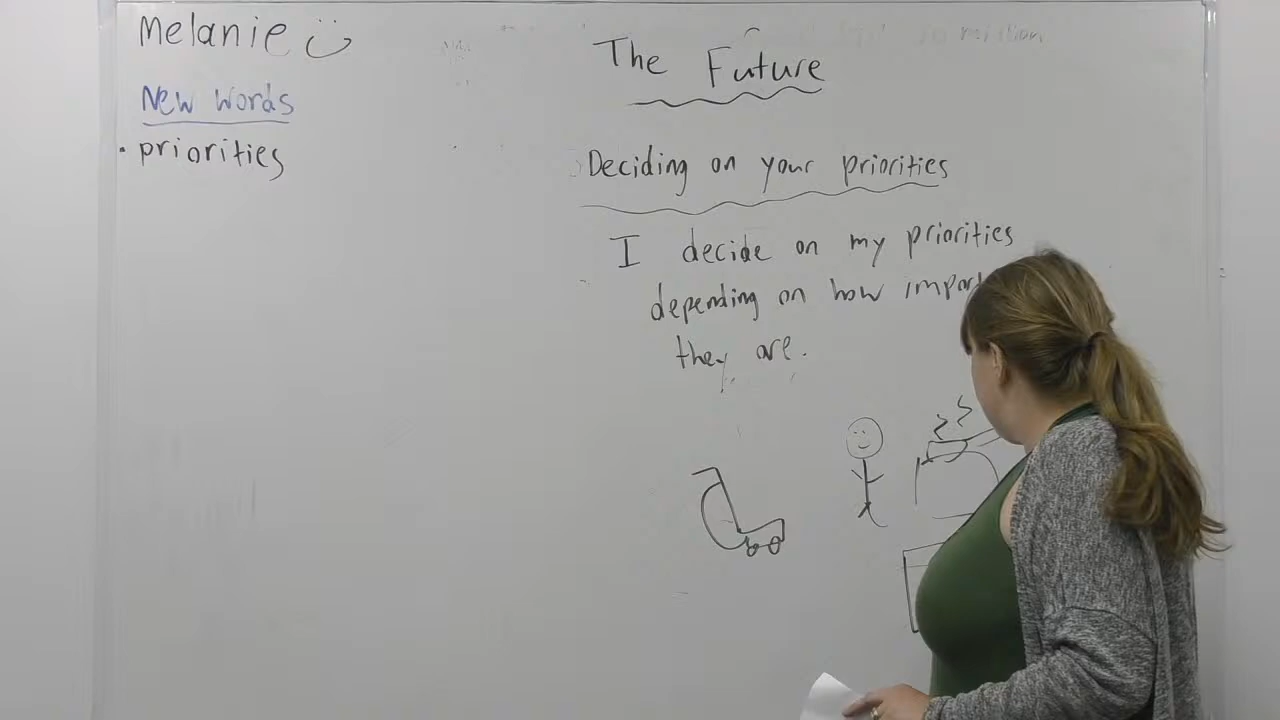 Melanie
New words
• priorities
The Future
Deciding on your priorities
I decide on my priorities
depending on how
they are.